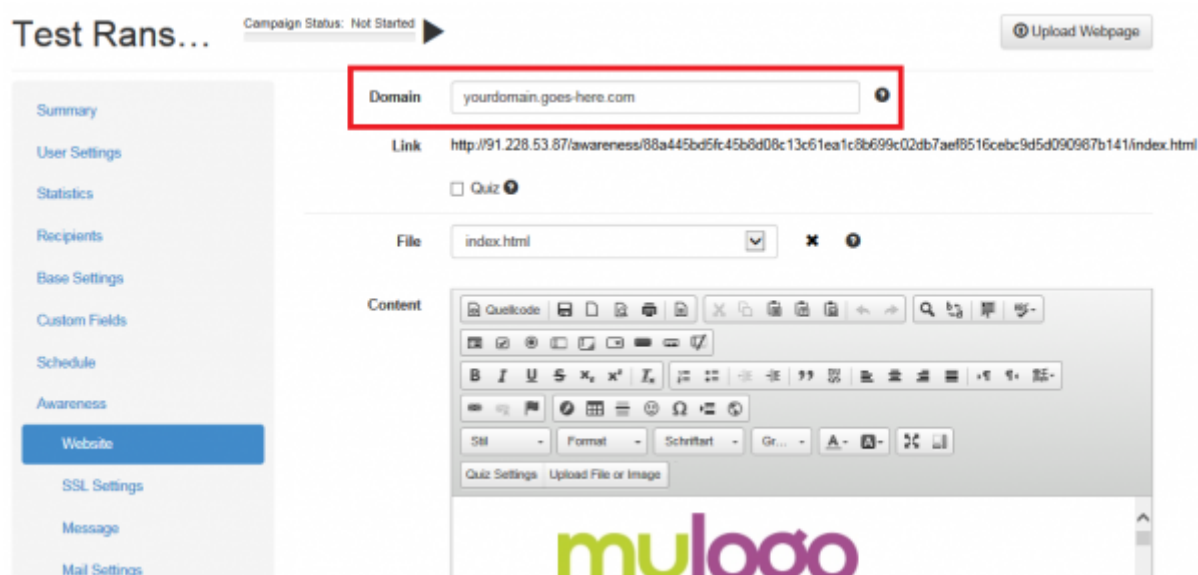 Test Rans...
Campaign Status: Not Started
Upload Webpage
Summary
User Settings
Statistics
Recipients
Base Settings
Custom Fields
Schedule
Awareness
Website
SSL Settings
Message
Mail Settings
Domain yourdomain.goes-here.com
Link http://91.228.53.87/awareness/88a445bd5fc45b8d08c13c61ea1c8b699c02db7aef8516cebc9d5d090987b141/index.html
Quiz
File index.html
Content
Quellcode
B I U S x₂ x² Iₓ
Stil Format Schriftart Gr... A A
Quiz Settings Upload File or Image
mulogo